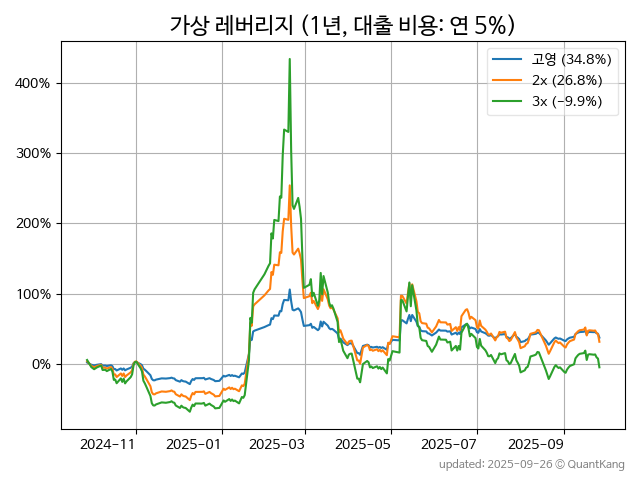 가상 레버리지 (1년, 대출 비용: 연 5%)
고영 (34.8%)
2x (26.8%)
3x (−9.9%)
400%
300%
200%
100%
0%
2024−11 2025−01 2025−03 2025−05 2025−07 2025−09
updated: 2025-09-26 © QuantKang